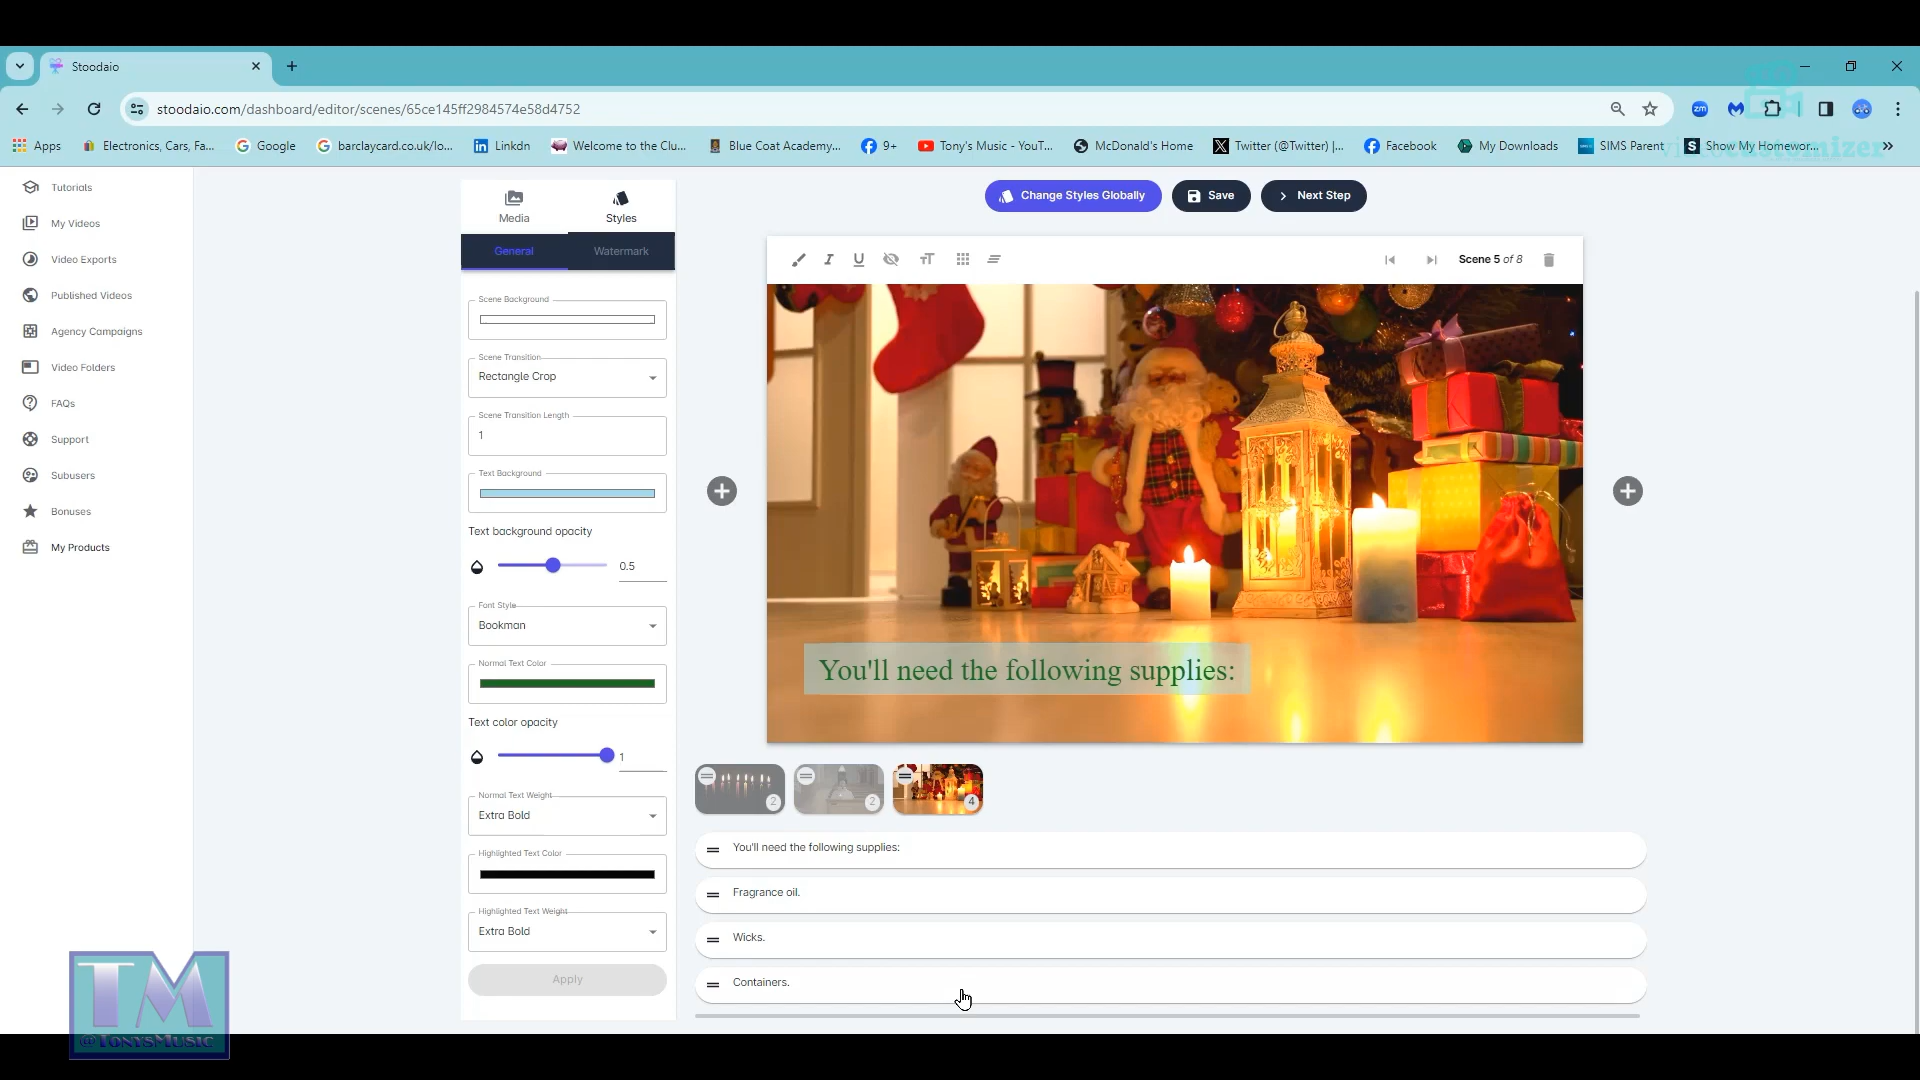 Stoodaio
stoodaio.com/dashboard/editor/scenes/65ce145ff2984574e58d4752
zm
Apps
Electronics, Cars, Fa...
Google
barclaycard.co.uk/lo...
Linkdn
Welcome to the Clu...
Blue Coat Academy...
9+
Tony's Music - YouT...
McDonald's Home
Twitter (@Twitter) |...
Facebook
My Downloads
SIMS Parent
Show My Homewor...
Tutorials
My Videos
Video Exports
Published Videos
Agency Campaigns
Video Folders
FAQs
Support
Subusers
Bonuses
My Products
Media
Styles
General
Watermark
Scene Background
Scene Transition
Rectangle Crop
Scene Transition Length
1
Text Background
Text background opacity
0.5
Font Style
Bookman
Normal Text Color
Text color opacity
1
Normal Text Weight
Extra Bold
Highlighted Text Color
Highlighted Text Weight
Extra Bold
Apply
Change Styles Globally
Save
Next Step
Scene 5 of 8
You'll need the following supplies:
2
2
4
You'll need the following supplies:
Fragrance oil.
Wicks.
Containers.
TM
@TonysMusic